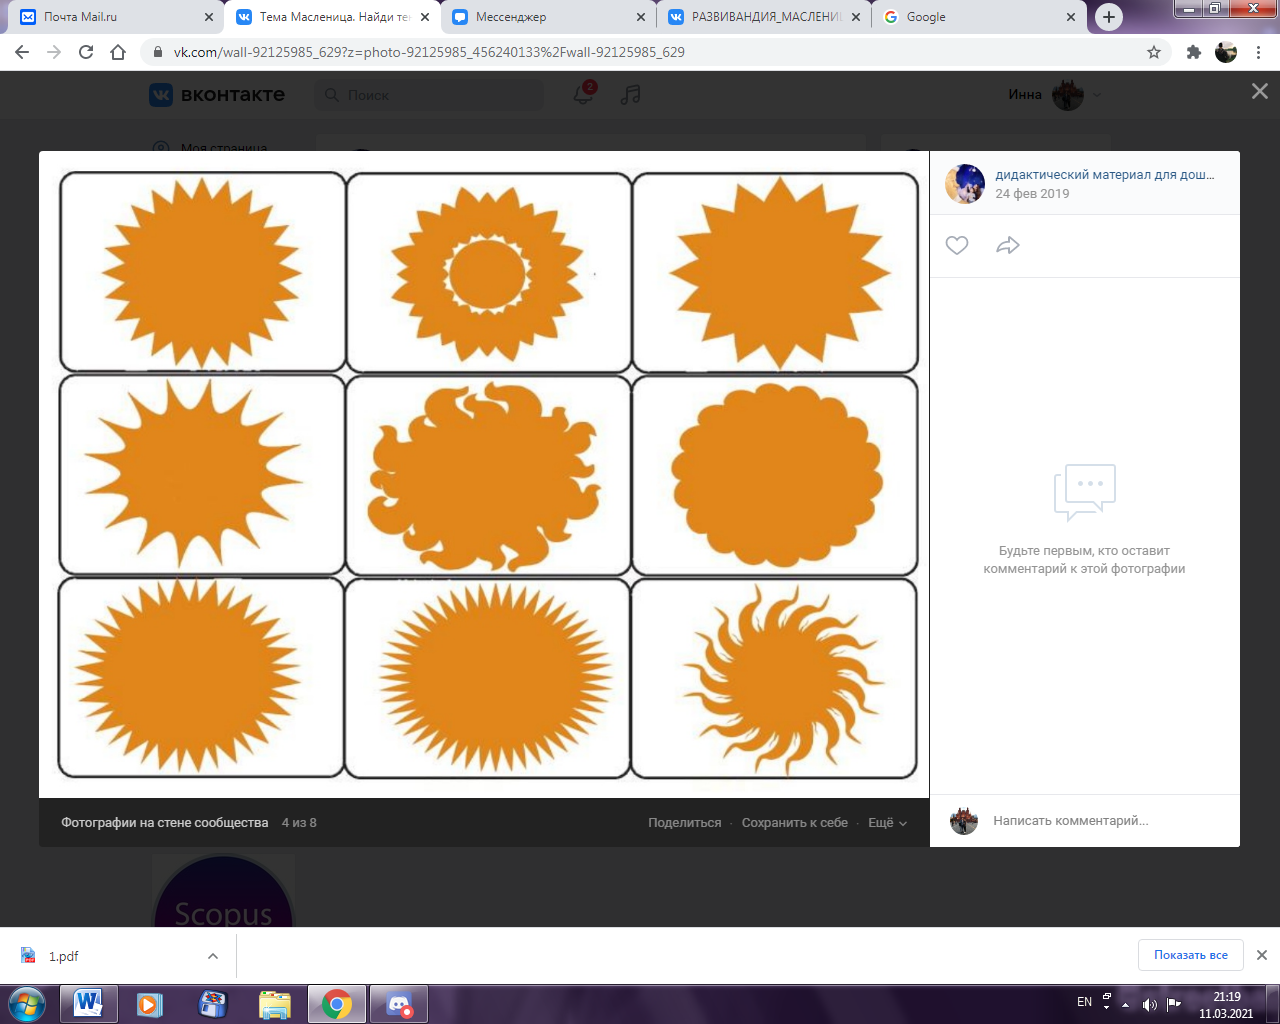 Почта Mail.ru
Тема Масленица. Найди те
Мессенджер
РАЗВИВАНДИЯ_МАСЛЕНИЦ
Google
vk.com/wall-92125985_629?z=photo-92125985_456240133%2Fwall-92125985_629
вконтакте
Поиск
2
Инна
Моя страница
дидактический материал для дош...
24 фев 2019
Будьте первым, кто оставит
комментарий к этой фотографии
Фотографии на стене сообщества 4 из 8
Поделиться · Сохранить к себе · Ещё
Написать комментарий...
Scopus
1.pdf
Показать все
EN
21:19
11.03.2021